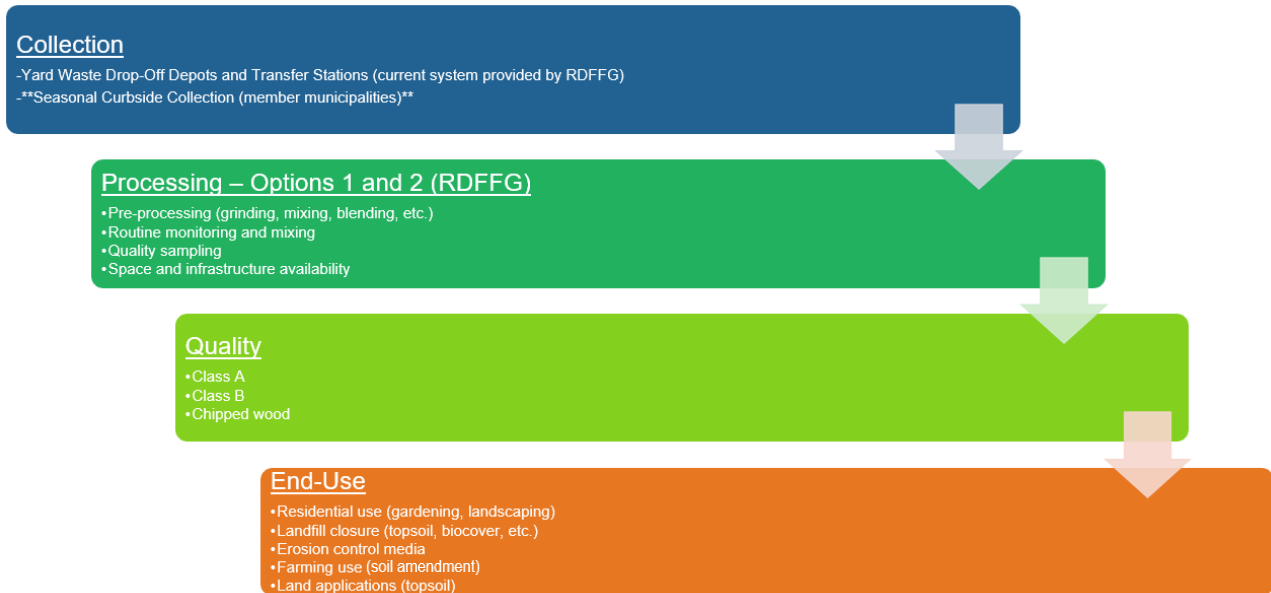 Collection
-Yard Waste Drop-Off Depots and Transfer Stations (current system provided by RDFFG)
-**Seasonal Curbside Collection (member municipalities)**
Processing – Options 1 and 2 (RDFFG)
•Pre-processing (grinding, mixing, blending, etc.)
•Routine monitoring and mixing
•Quality sampling
•Space and infrastructure availability
Quality
•Class A
•Class B
•Chipped wood
End-Use
•Residential use (gardening, landscaping)
•Landfill closure (topsoil, biocover, etc.)
•Erosion control media
•Farming use (soil amendment)
•Land applications (topsoil)